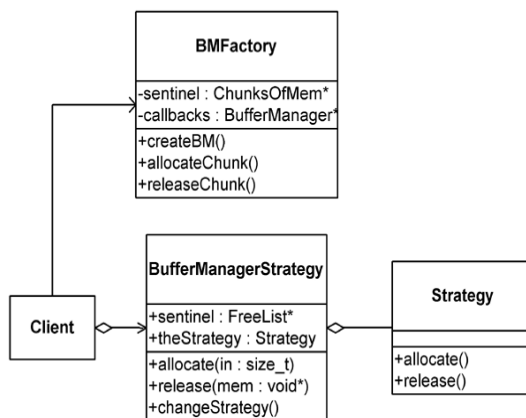 BMFactory
-sentinel : ChunksOfMem*
-callbacks : BufferManager*
+createBM()
+allocateChunk()
+releaseChunk()
Client
BufferManagerStrategy
+sentinel : FreeList*
+theStrategy : Strategy
+allocate(in : size_t)
+release(mem : void*)
+changeStrategy()
Strategy
+allocate()
+release()